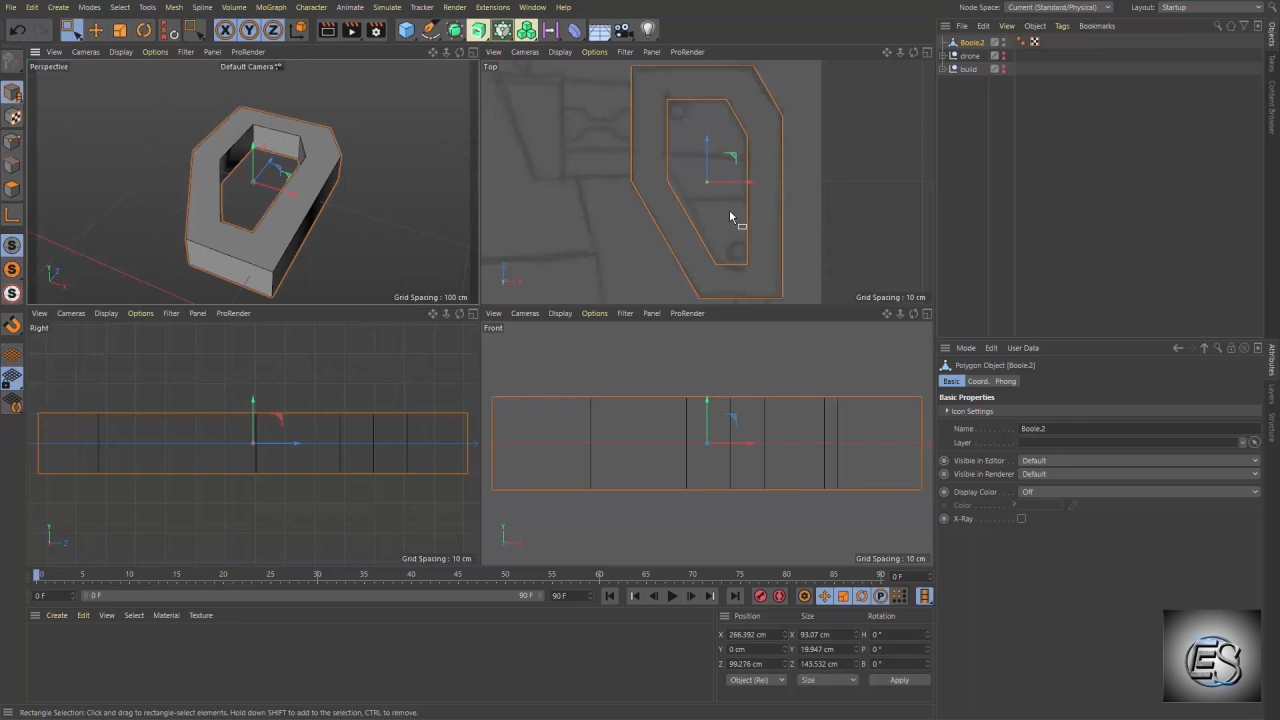 File Edit Modes Select Tools Mesh Spline Volume MoGraph Character Animate Simulate Tracker Render Extensions Window Help
Node Space: Current (Standard/Physical) Layout: Startup
File Edit View Object Tags Bookmarks
X Y Z
Boole.2
drone
build
Objects
Takes
Content Browser
View Cameras Display Options Filter Panel ProRender
Perspective
Default Camera
Y Z X
Grid Spacing : 100 cm
View Cameras Display Options Filter Panel ProRender
Top
Z X
Grid Spacing : 10 cm
View Cameras Display Options Filter Panel ProRender
Right
Y Z
Grid Spacing : 10 cm
View Cameras Display Options Filter Panel ProRender
Front
Y X
Grid Spacing : 10 cm
Mode Edit User Data
Polygon Object [Boole.2]
Basic Coord. Phong
Basic Properties
Icon Settings
Name Boole.2
Layer
Visible in Editor Default
Visible in Renderer Default
Display Color Off
Color
X-Ray
Attributes
Layers
Structure
0 5 10 15 20 25 30 35 40 45 50 55 60 65 70 75 80 85 90 0 F
0 F 0 F 90 F 90 F
Create Edit View Select Material Texture
Position Size Rotation
X 266.392 cm X 93.07 cm H 0 °
Y 0 cm Y 19.947 cm P 0 °
Z 99.276 cm Z 143.532 cm B 0 °
Object (Rel) Size Apply
ES
Rectangle Selection: Click and drag to rectangle-select elements. Hold down SHIFT to add to the selection, CTRL to remove.